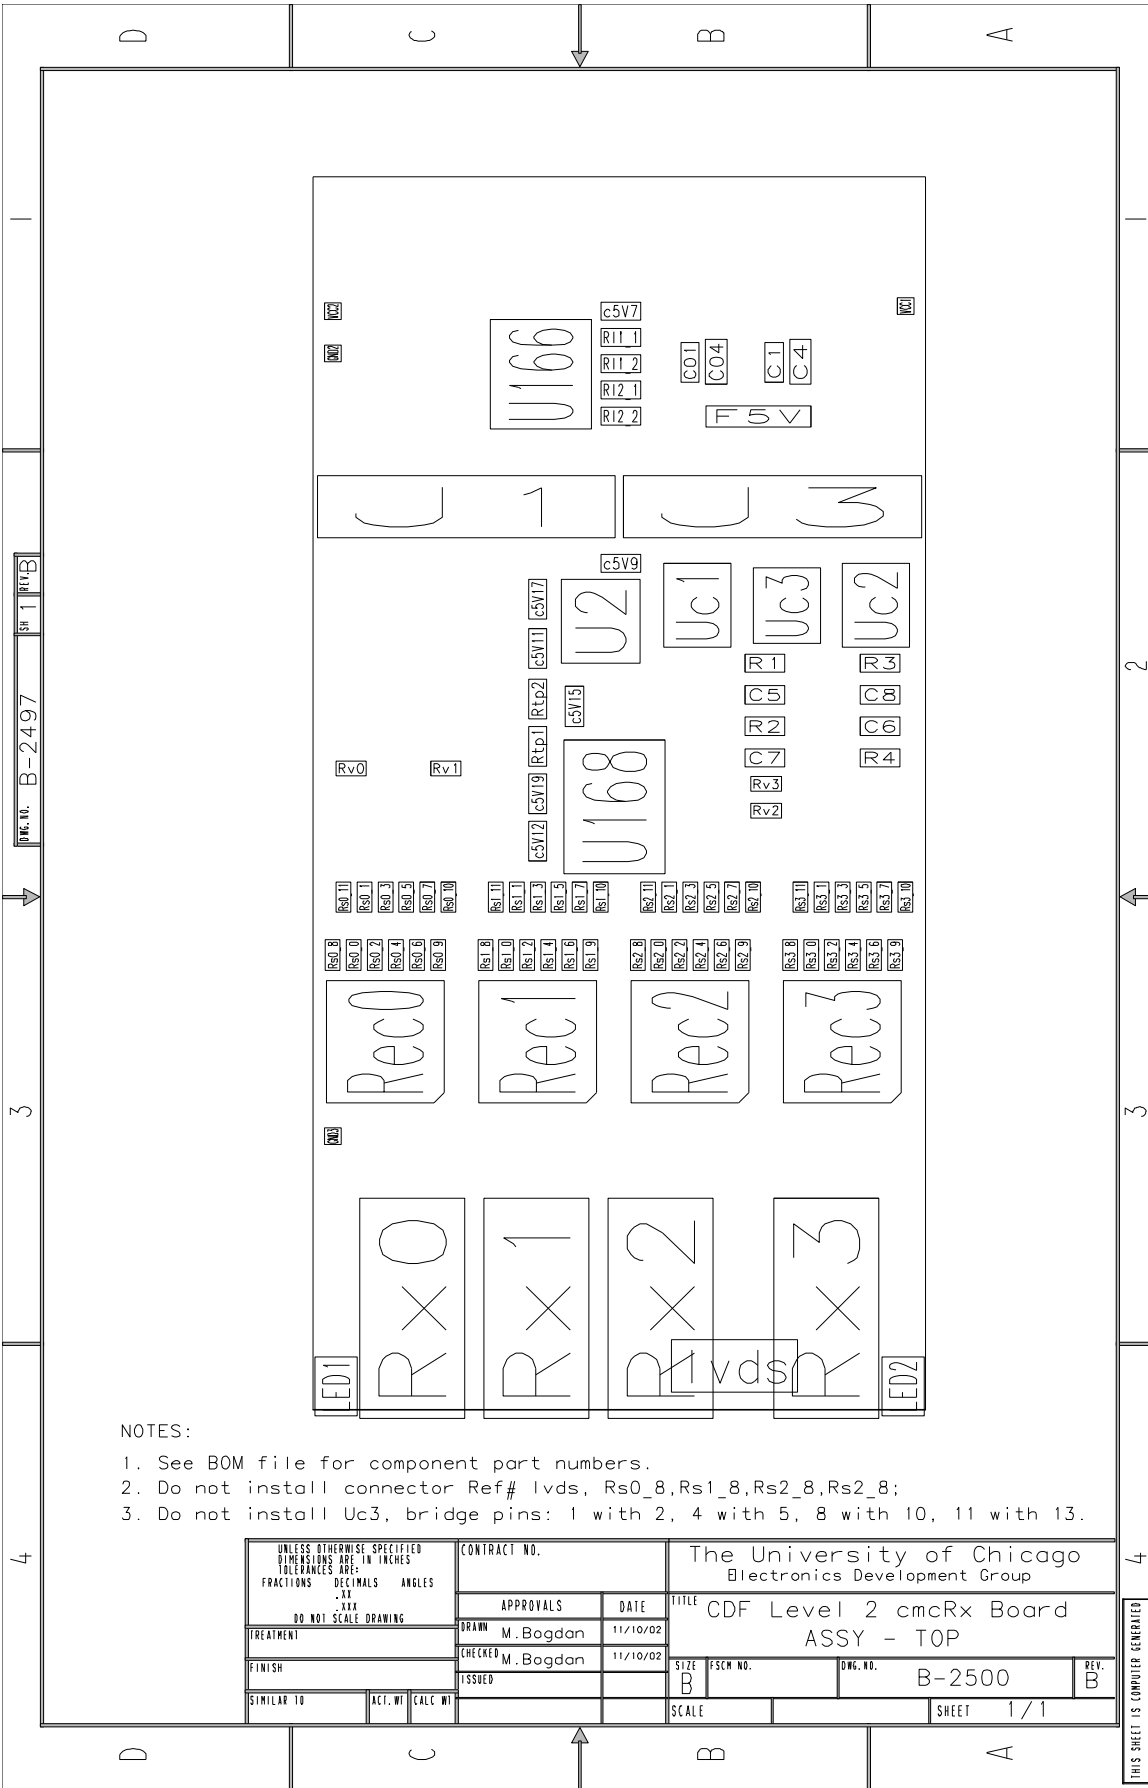 D C B A
1
1
VCC2
VCC1
GND2
U166
c5V7
RI1_1
RI1_2
RI2_1
RI2_2
C01
C04
C1
C4
F5V
J 1
J 3
DWG. NO. B-2497 SH 1 REV. B
2
c5V9
c5V17
c5V11
Rtp2
Rtp1
c5V19
c5V12
U2
c5V15
U168
Uc1
Uc3
Uc2
R1
C5
R2
C7
Rv3
Rv2
R3
C8
C6
R4
Rv0
Rv1
Rs0_11 Rs0_1 Rs0_3 Rs0_5 Rs0_7 Rs0_10
Rs1_11 Rs1_1 Rs1_3 Rs1_5 Rs1_7 Rs1_10
Rs2_11 Rs2_1 Rs2_3 Rs2_5 Rs2_7 Rs2_10
Rs3_11 Rs3_1 Rs3_3 Rs3_5 Rs3_7 Rs3_10
Rs0_8 Rs0_0 Rs0_2 Rs0_4 Rs0_6 Rs0_9
Rs1_8 Rs1_0 Rs1_2 Rs1_4 Rs1_6 Rs1_9
Rs2_8 Rs2_0 Rs2_2 Rs2_4 Rs2_6 Rs2_9
Rs3_8 Rs3_0 Rs3_2 Rs3_4 Rs3_6 Rs3_9
Rec0
Rec1
Rec2
Rec3
3
3
GND3
Rx0
Rx1
Rx2
Rx3
lvds
LED1
LED2
NOTES:
1. See BOM file for component part numbers.
2. Do not install connector Ref# lvds, Rs0_8,Rs1_8,Rs2_8,Rs2_8;
3. Do not install Uc3, bridge pins: 1 with 2, 4 with 5, 8 with 10, 11 with 13.
4
4
UNLESS OTHERWISE SPECIFIED
DIMENSIONS ARE IN INCHES
TOLERANCES ARE:
FRACTIONS DECIMALS ANGLES
.XX
.XXX
DO NOT SCALE DRAWING
TREATMENT
FINISH
SIMILAR TO ACT. WT CALC WT
CONTRACT NO.
APPROVALS DATE
DRAWN M.Bogdan 11/10/02
CHECKED M.Bogdan 11/10/02
ISSUED
The University of Chicago
Electronics Development Group
TITLE CDF Level 2 cmcRx Board
ASSY - TOP
SIZE B FSCM NO. DWG. NO. B-2500 REV. B
SCALE SHEET 1/1
THIS SHEET IS COMPUTER GENERATED
D C B A